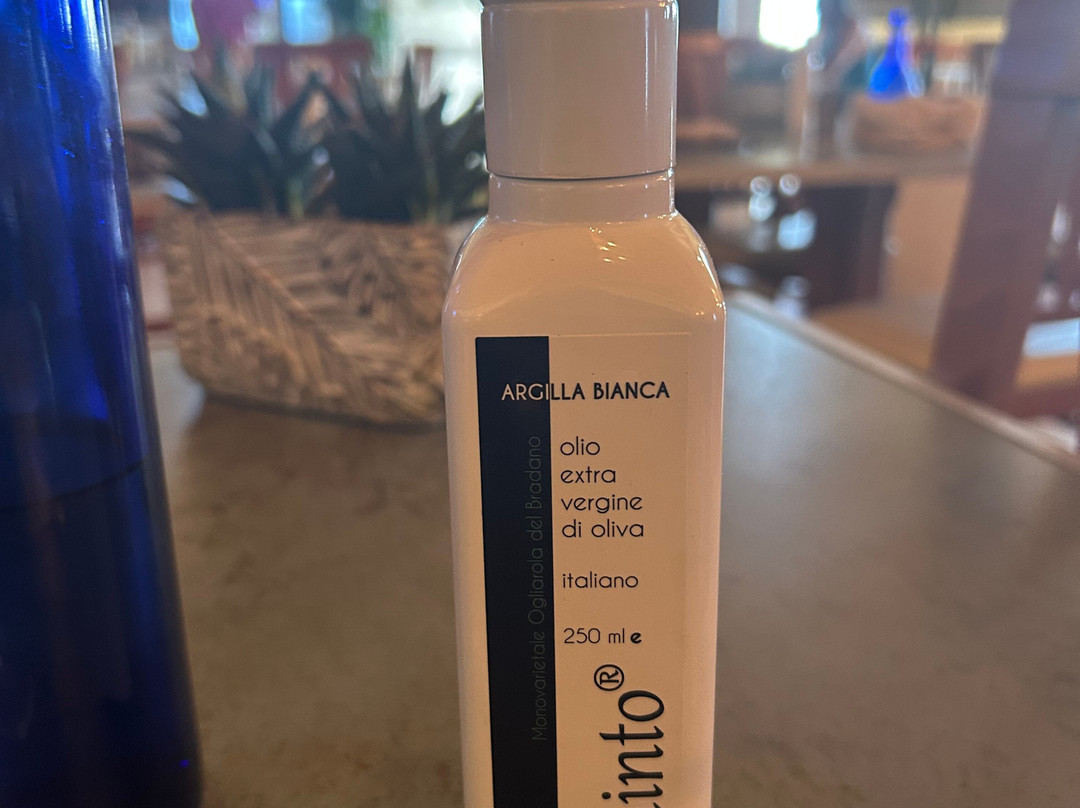 ARGILLA BIANCA
Monovarietale Ogliarola del Bradano
olio
extra
vergine
di oliva
italiano
250 ml e